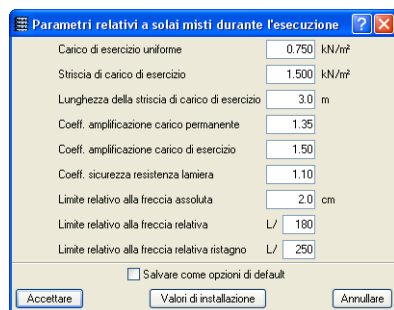 Parametri relativi a solai misti durante l'esecuzione
Carico di esercizio uniforme 0.750 kN/m²
Striscia di carico di esercizio 1.500 kN/m²
Lunghezza della striscia di carico di esercizio 3.0 m
Coeff. amplificazione carico permanente 1.35
Coeff. amplificazione carico di esercizio 1.50
Coeff. sicurezza resistenza lamiera 1.10
Limite relativo alla freccia assoluta 2.0 cm
Limite relativo alla freccia relativa L/ 180
Limite relativo alla freccia relativa ristagno L/ 250
Salvare come opzioni di default
Accettare Valori di installazione Annullare